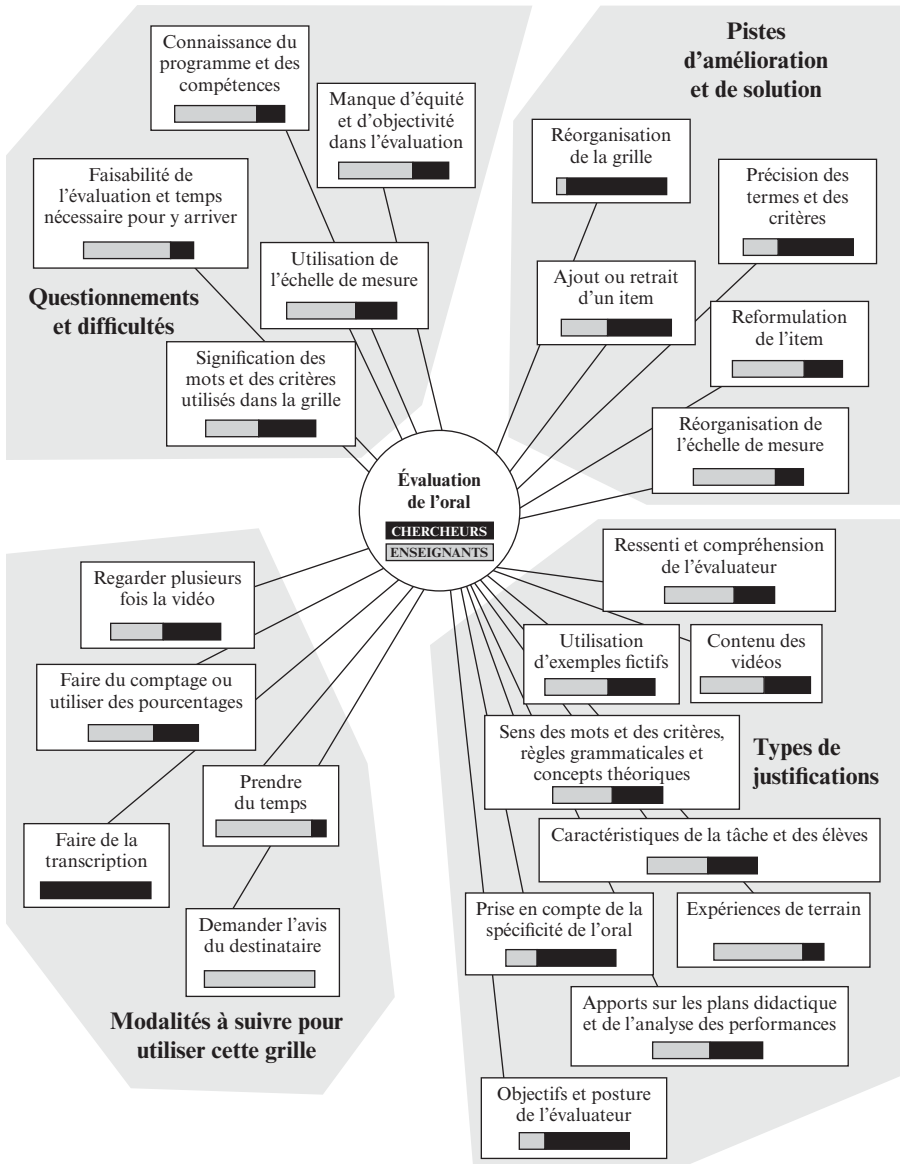 Connaissance du
programme et des
compétences
Manque d'équité
et d'objectivité
dans l'évaluation
Faisabilité de
l'évaluation et temps
nécessaire pour y arriver
Utilisation de
l'échelle de mesure
Questionnements
et difficultés
Signification des
mots et des critères
utilisés dans la grille
Pistes
d'amélioration
et de solution
Réorganisation
de la grille
Précision des
termes et des
critères
Ajout ou retrait
d'un item
Reformulation
de l'item
Réorganisation de
l'échelle de mesure
Évaluation
de l'oral
CHERCHEURS
ENSEIGNANTS
Regarder plusieurs
fois la vidéo
Faire du comptage ou
utiliser des pourcentages
Prendre
du temps
Faire de la
transcription
Demander l'avis
du destinataire
Modalités à suivre pour
utiliser cette grille
Ressenti et compréhension
de l'évaluateur
Utilisation
d'exemples fictifs
Contenu des
vidéos
Sens des mots et des critères,
règles grammaticales et
concepts théoriques
Types de
justifications
Caractéristiques de la tâche et des élèves
Prise en compte de la
spécificité de l'oral
Expériences de terrain
Apports sur les plans didactique
et de l'analyse des performances
Objectifs et posture
de l'évaluateur